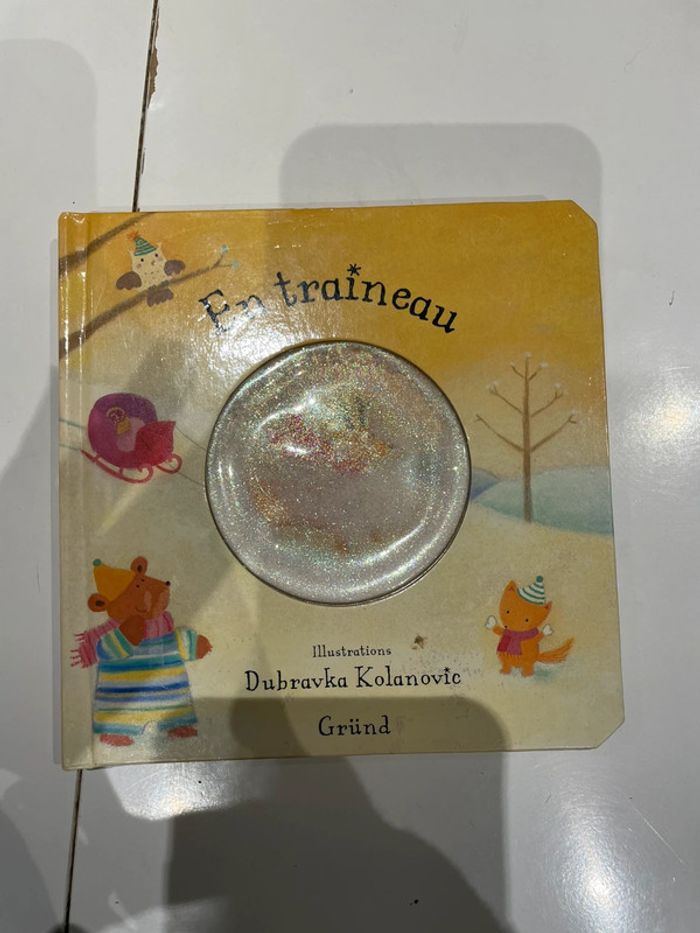 En traîneau
Illustrations
Dubravka Kolanovic
Gründ